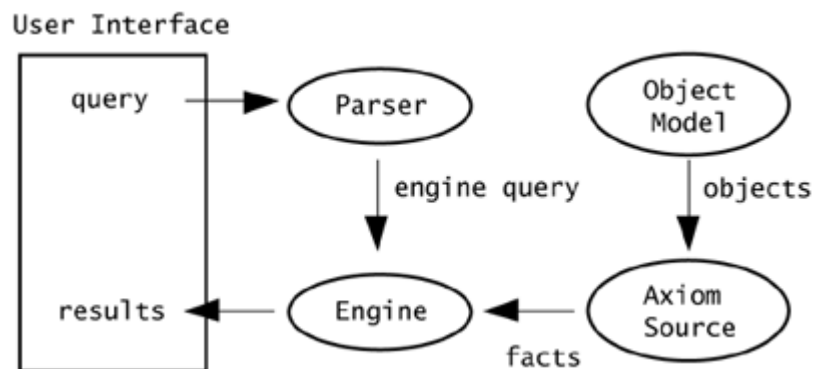 User Interface
query
Parser
Object
Model
engine query
objects
results
Engine
Axiom
Source
facts